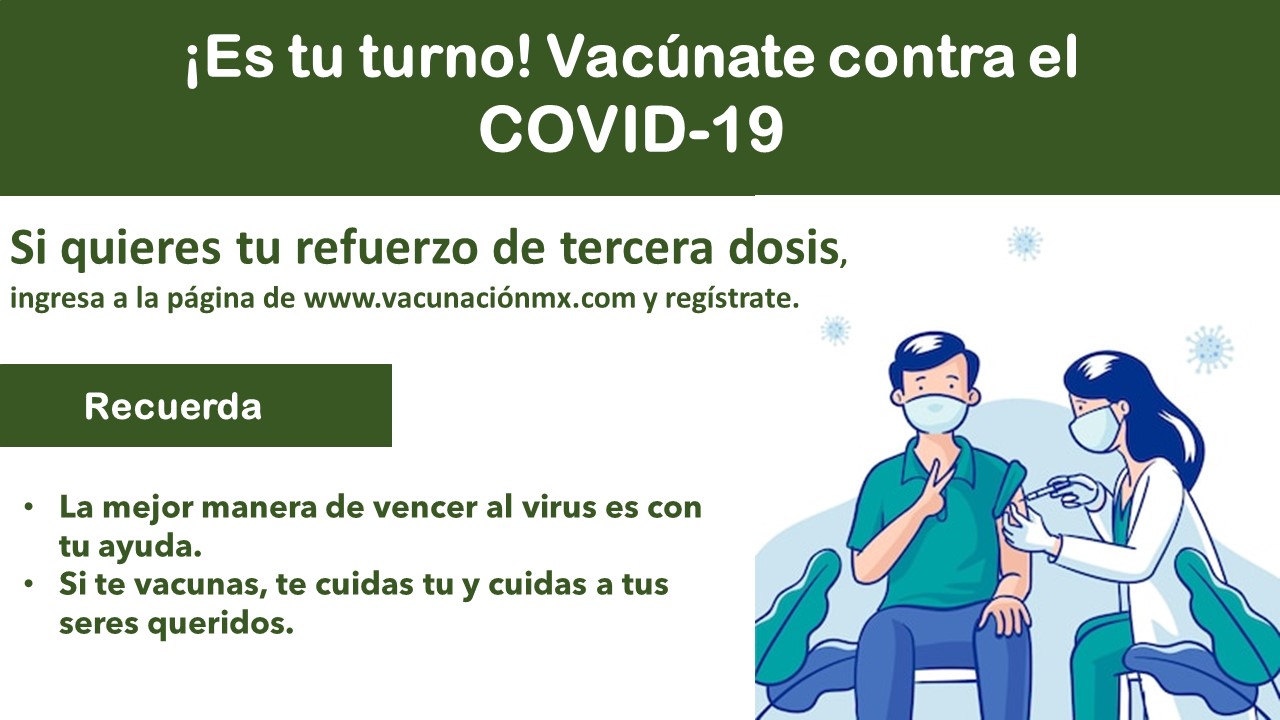 ¡Es tu turno! Vacúnate contra el
COVID-19
Si quieres tu refuerzo de tercera dosis,
ingresa a la página de www.vacunaciónmx.com y regístrate.
Recuerda
• La mejor manera de vencer al virus es con
tu ayuda.
• Si te vacunas, te cuidas tu y cuidas a tus
seres queridos.